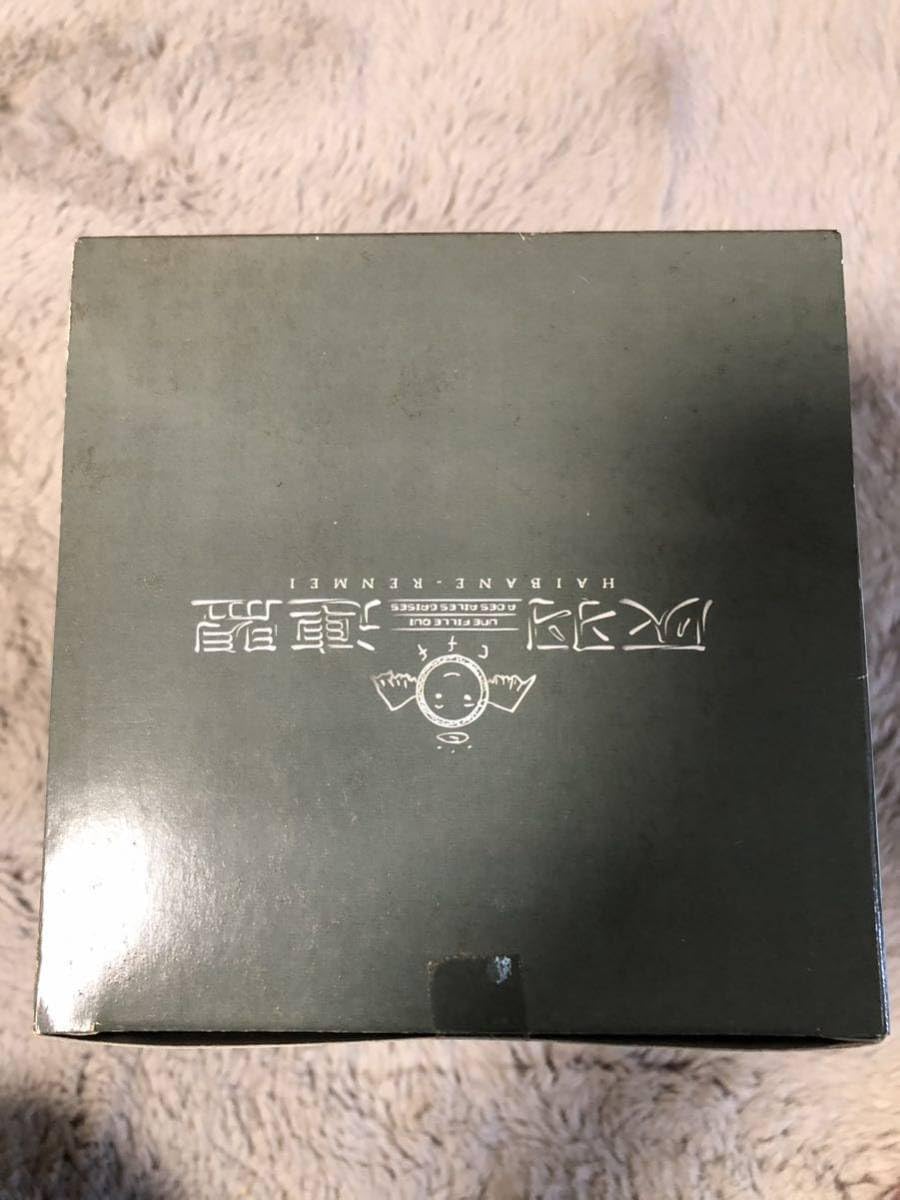 灰羽連盟
UNE FILLE QUI
A DES AILES GRISES
HAIBANE-RENMEI